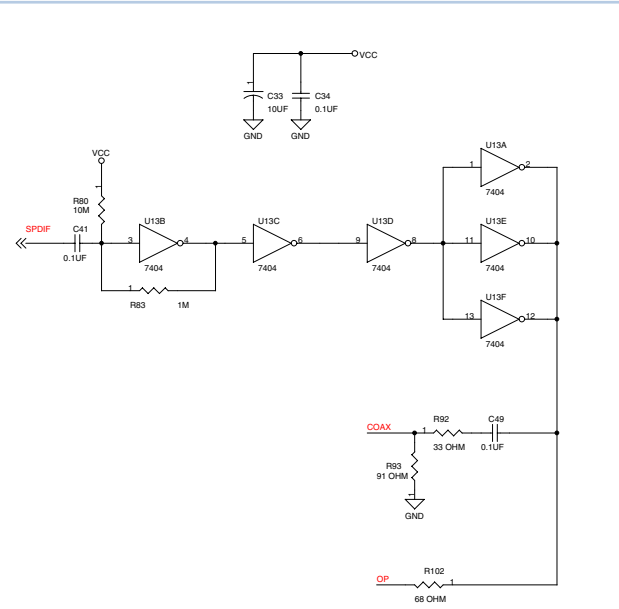 VCC
1
C33
C34
10UF
0.1UF
GND
GND
U13A
1
2
7404
VCC
1
R80
10M
SPDIF
C41
0.1UF
U13B
3
4
7404
U13C
5
6
7404
U13D
9
8
7404
U13E
11
10
7404
1
R83
1M
U13F
13
12
7404
COAX
1
R92
33 OHM
C49
0.1UF
R93
91 OHM
1
GND
OP
R102
1
68 OHM